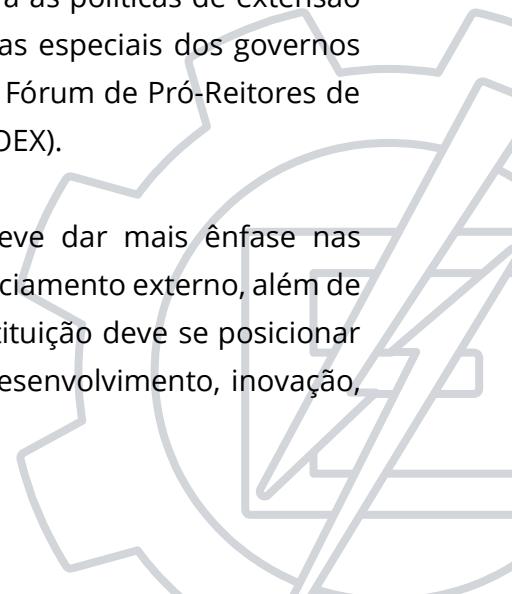 a as políticas de extensão
as especiais dos governos
Fórum de Pró-Reitores de
DEX).
eve dar mais ênfase nas
ciamento externo, além de
tituição deve se posicionar
esenvolvimento, inovação,